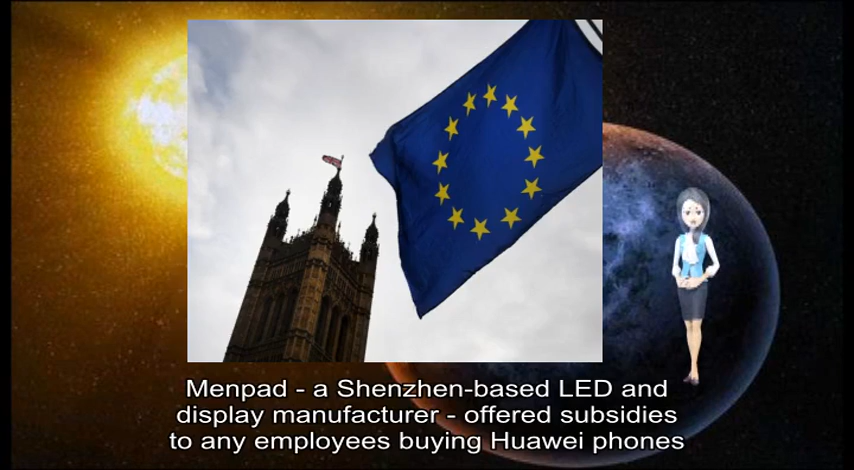 Menpad - a Shenzhen-based LED and
display manufacturer - offered subsidies
to any employees buying Huawei phones